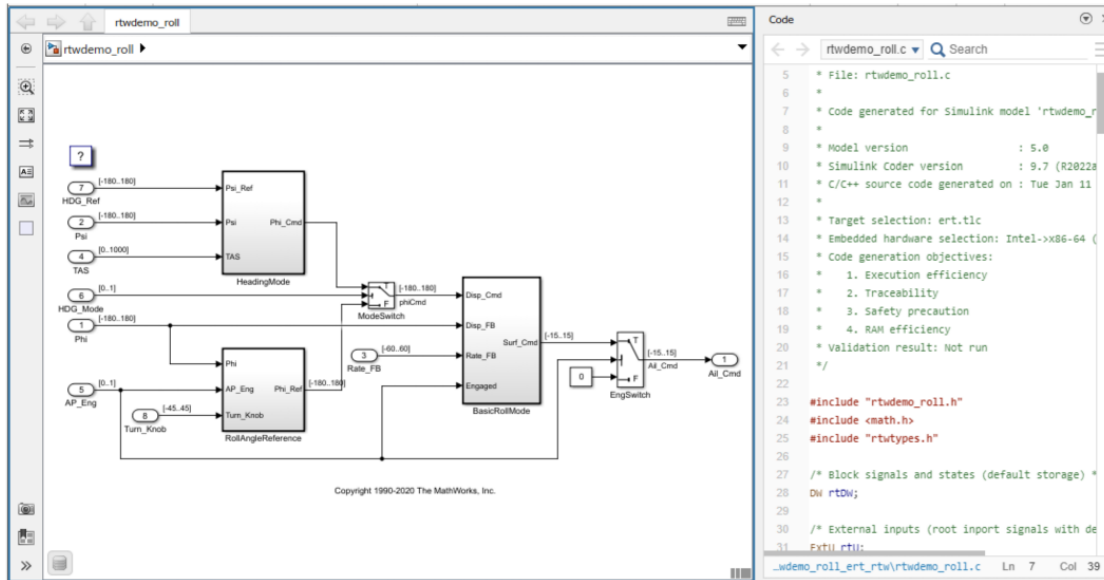 rtwdemo_roll
rtwdemo_roll
?
[-180..180]
7
HDG_Ref
[-180..180]
2
Psi
[0..1000]
4
TAS
Psi_Ref
Psi
Phi_Cmd
TAS
HeadingMode
[0..1]
6
HDG_Mode
[-180..180]
1
Phi
T
F
ModeSwitch
[-180..180]
phiCmd
[-60..60]
3
Rate_FB
Disp_Cmd
Disp_FB
Surf_Cmd
Rate_FB
Engaged
BasicRollMode
[-15..15]
T
F
0
EngSwitch
[-15..15]
Ail_Cmd
1
Ail_Cmd
[0..1]
5
AP_Eng
[-45..45]
8
Turn_Knob
Phi
AP_Eng
Phi_Ref
Turn_Knob
[-180..180]
RollAngleReference
Copyright 1990-2020 The MathWorks, Inc.
Code
rtwdemo_roll.c
Search
5 * File: rtwdemo_roll.c
6 *
7 * Code generated for Simulink model 'rtwdemo_r
8 *
9 * Model version : 5.0
10 * Simulink Coder version : 9.7 (R2022a
11 * C/C++ source code generated on : Tue Jan 11
12 *
13 * Target selection: ert.tlc
14 * Embedded hardware selection: Intel->x86-64 (
15 * Code generation objectives:
16 * 1. Execution efficiency
17 * 2. Traceability
18 * 3. Safety precaution
19 * 4. RAM efficiency
20 * Validation result: Not run
21 */
22
23 #include "rtwdemo_roll.h"
24 #include <math.h>
25 #include "rtwtypes.h"
26
27 /* Block signals and states (default storage) *
28 DW rtDW;
29
30 /* External inputs (root inport signals with de
31 ExtU rtU;
...wdemo_roll_ert_rtw\rtwdemo_roll.c Ln 7 Col 39